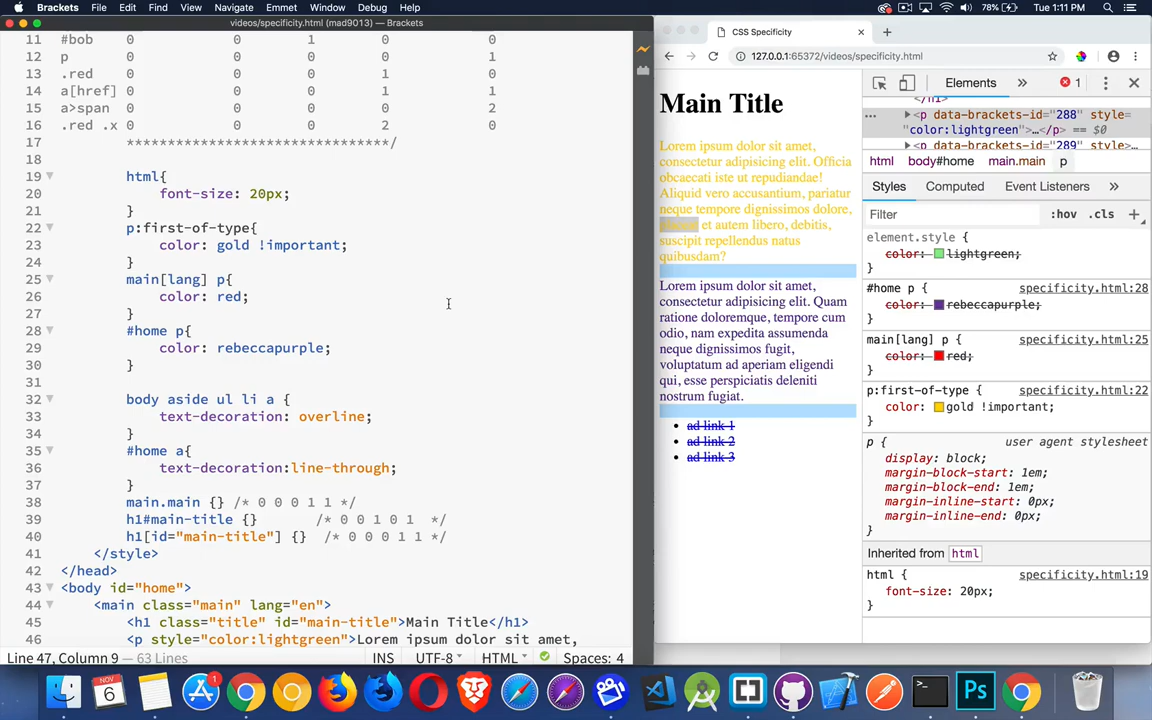 Brackets File Edit Find View Navigate Emmet Window Debug Help 78% Tue 1:11 PM
videos/specificity.html (mad9013) — Brackets
11 #bob 0 0 1 0 0
12 p 0 0 0 0 1
13 .red 0 0 0 1 0
14 a[href] 0 0 0 1 1
15 a>span 0 0 0 0 2
16 .red .x 0 0 0 2 0
17 ********************************/
18
19 html{
20 font-size: 20px;
21 }
22 p:first-of-type{
23 color: gold !important;
24 }
25 main[lang] p{
26 color: red;
27 }
28 #home p{
29 color: rebeccapurple;
30 }
31
32 body aside ul li a {
33 text-decoration: overline;
34 }
35 #home a{
36 text-decoration:line-through;
37 }
38 main.main {} /* 0 0 0 1 1 */
39 h1#main-title {} /* 0 0 1 0 1 */
40 h1[id="main-title"] {} /* 0 0 0 1 1 */
41 </style>
42 </head>
43 <body id="home">
44 <main class="main" lang="en">
45 <h1 class="title" id="main-title">Main Title</h1>
46 <p style="color:lightgreen">Lorem ipsum dolor sit amet,
Line 47, Column 9 — 63 Lines INS UTF-8 HTML Spaces: 4
CSS Specificity
127.0.0.1:65372/videos/specificity.html
Main Title
Lorem ipsum dolor sit amet,
consectetur adipisicing elit. Officia
obcaecati iste ut repudiandae!
Aliquid vero accusantium, pariatur
neque tempore dignissimos dolore,
et autem libero, debitis,
suscipit repellendus natus
quibusdam?
Lorem ipsum dolor sit amet,
consectetur adipisicing elit. Quam
ratione doloremque, tempore cum
odio, nam expedita assumenda
neque dignissimos fugit,
voluptatum ad aperiam eligendi
qui, esse perspiciatis deleniti
nostrum fugiat.
ad link 1
ad link 2
ad link 3
Elements 1
</h1>
<p data-brackets-id="288" style=
"color:lightgreen">…</p> == $0
<p data-brackets-id="289" style=
html body#home main.main p
Styles Computed Event Listeners
Filter :hov .cls
element.style {
color: lightgreen;
}
#home p { specificity.html:28
color: rebeccapurple;
}
main[lang] p { specificity.html:25
color: red;
}
p:first-of-type { specificity.html:22
color: gold !important;
}
p { user agent stylesheet
display: block;
margin-block-start: 1em;
margin-block-end: 1em;
margin-inline-start: 0px;
margin-inline-end: 0px;
}
Inherited from html
html { specificity.html:19
font-size: 20px;
}
NOV
6
1
Ps